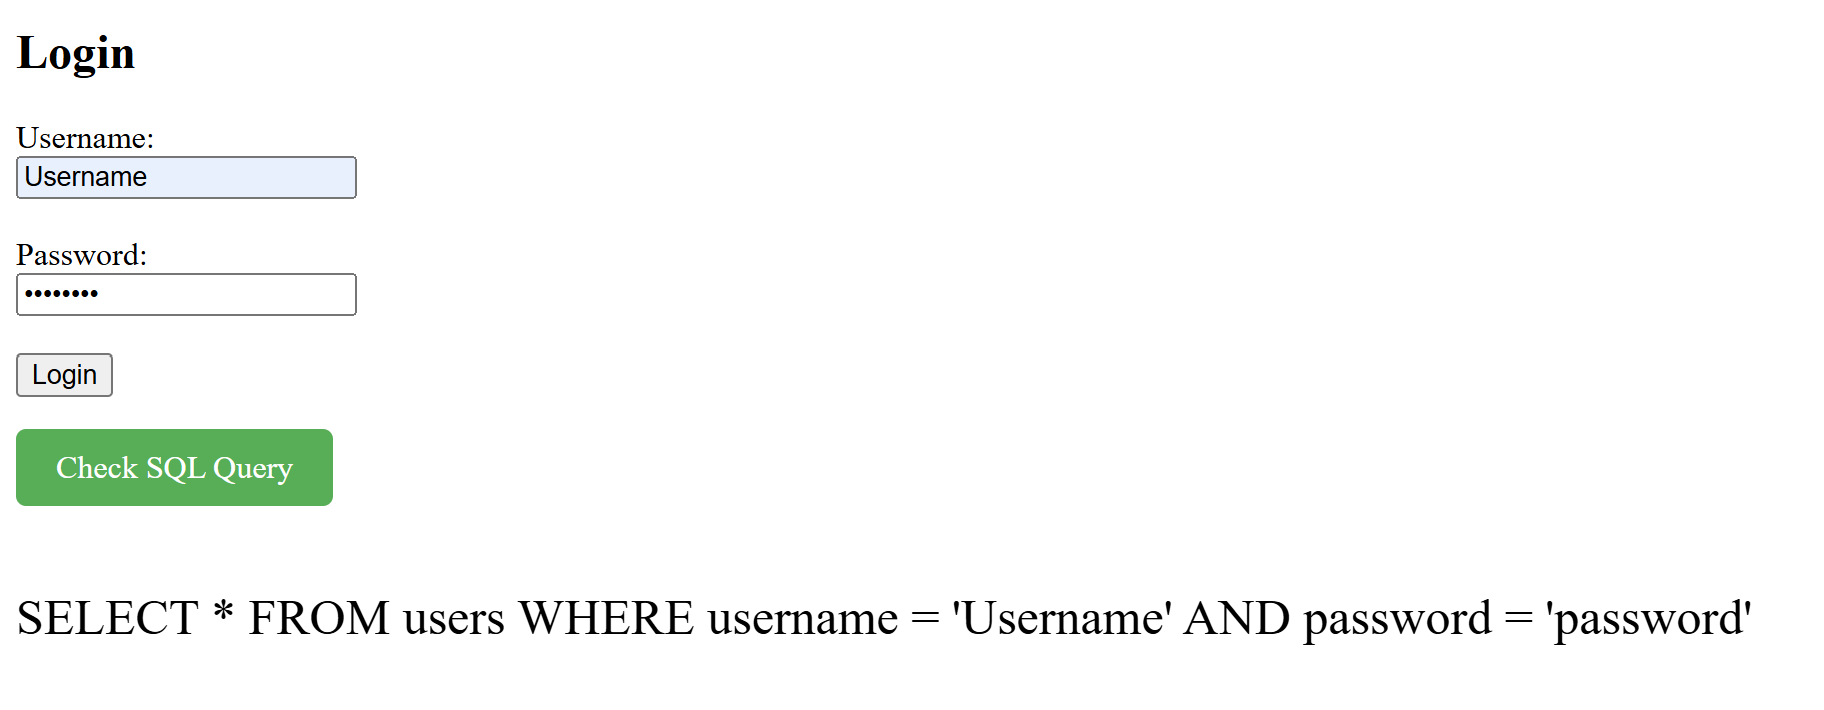 Login
Username:
Username
Password:
••••••••
Login
Check SQL Query
SELECT * FROM users WHERE username = 'Username' AND password = 'password'